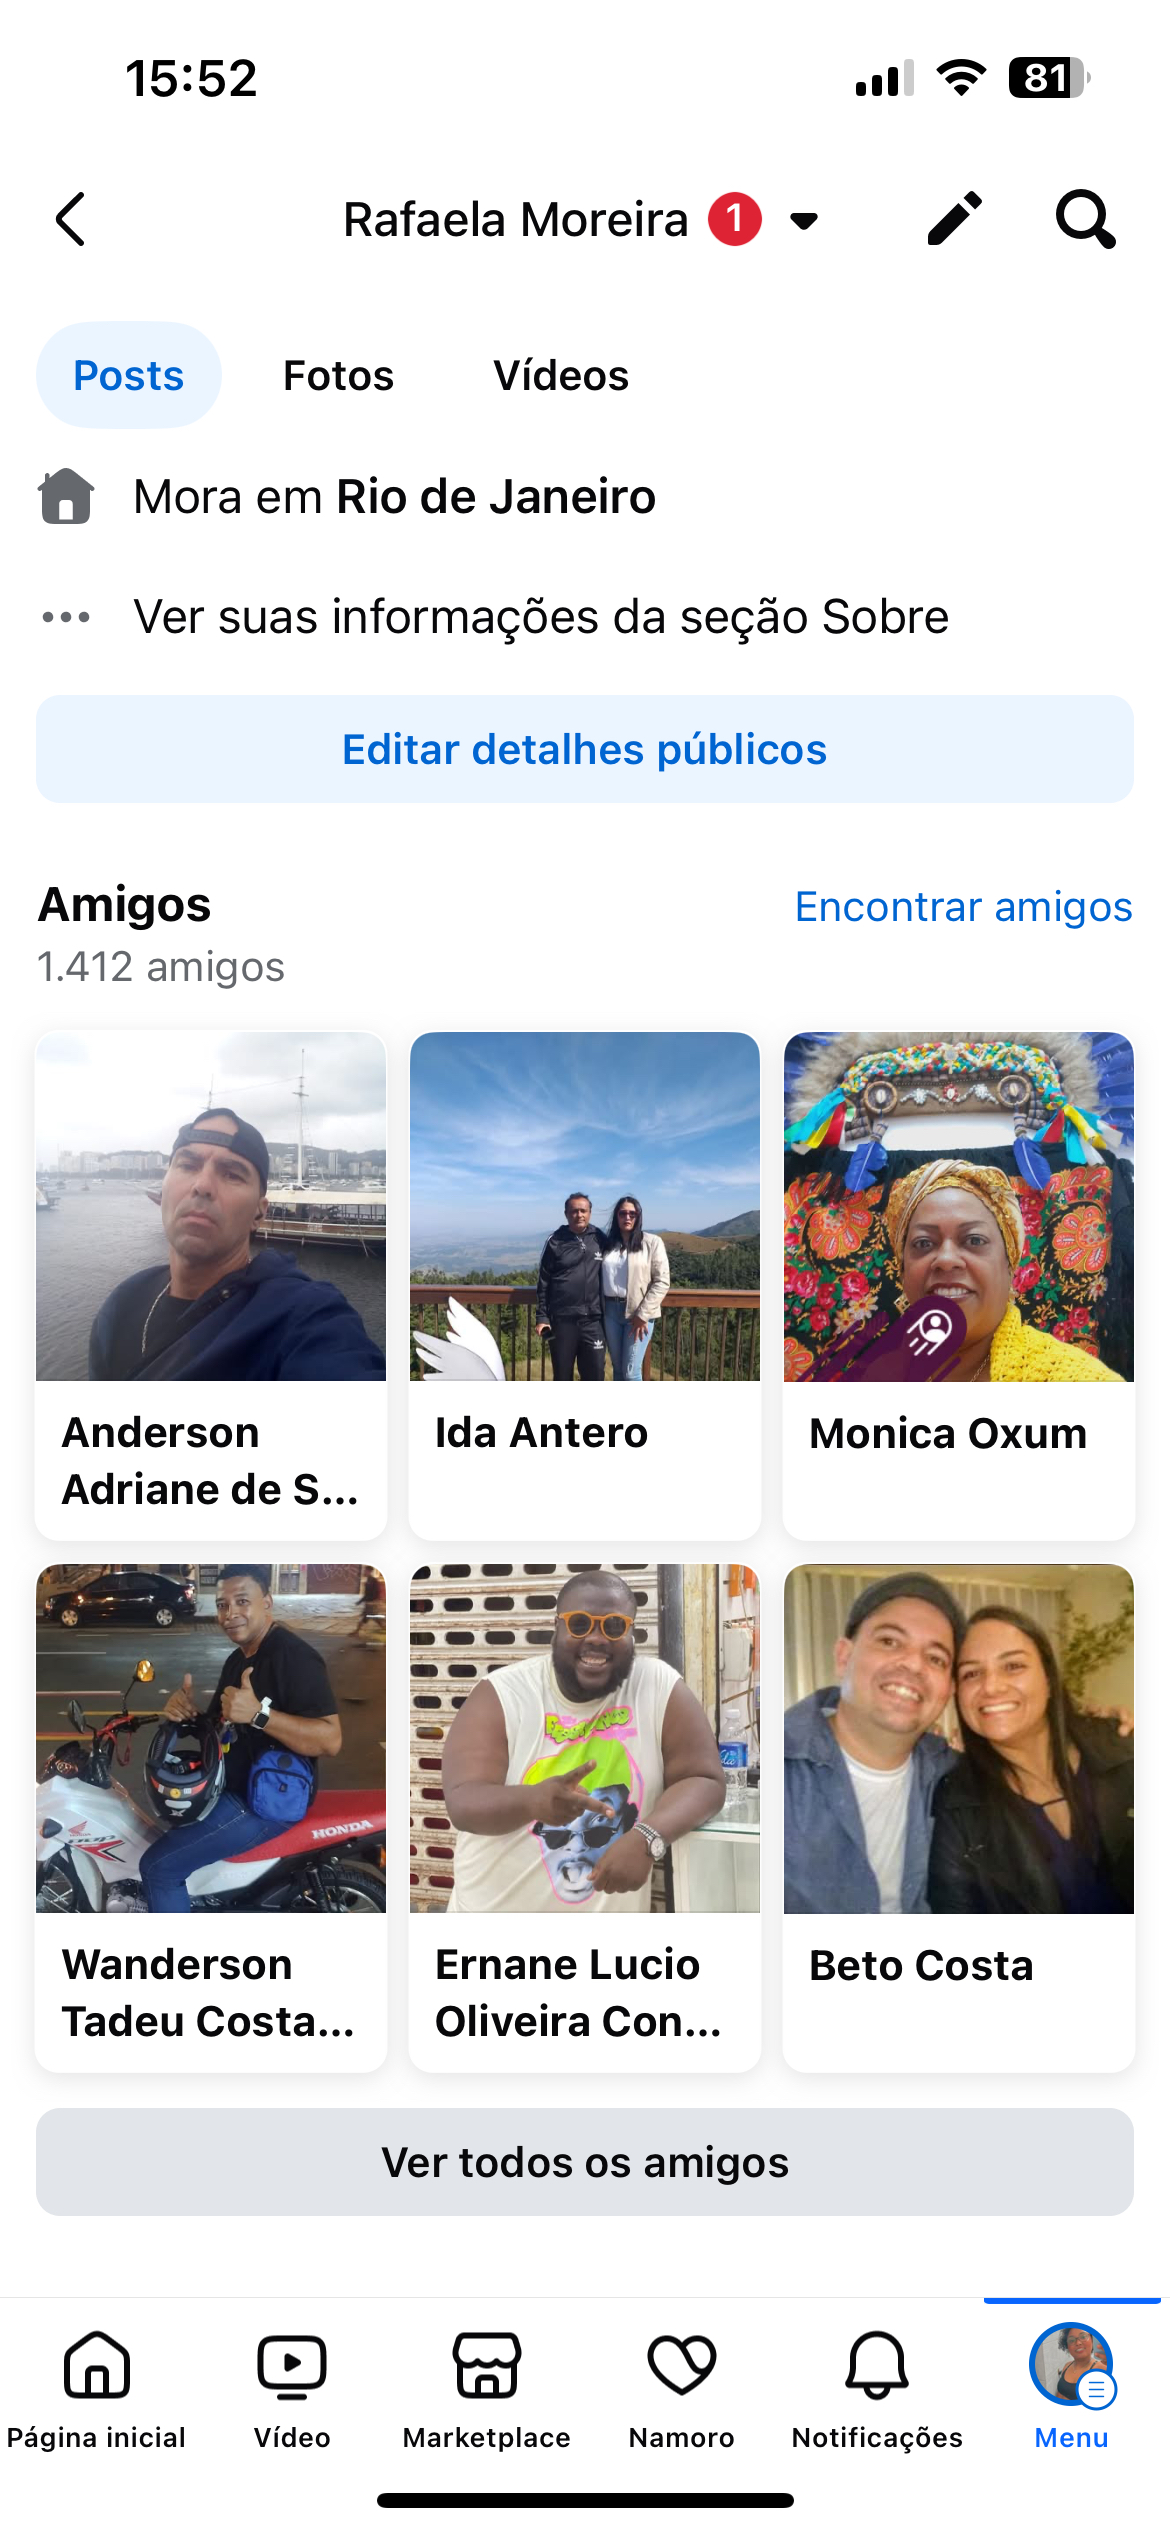 15:52
81
Rafaela Moreira 1
Posts Fotos Vídeos
Mora em Rio de Janeiro
Ver suas informações da seção Sobre
Editar detalhes públicos
Amigos
Encontrar amigos
1.412 amigos
Anderson
Adriane de S...
Ida Antero
Monica Oxum
HONDA
Wanderson
Tadeu Costa...
Ernane Lucio
Oliveira Con...
Beto Costa
Ver todos os amigos
Página inicial Vídeo Marketplace Namoro Notificações Menu